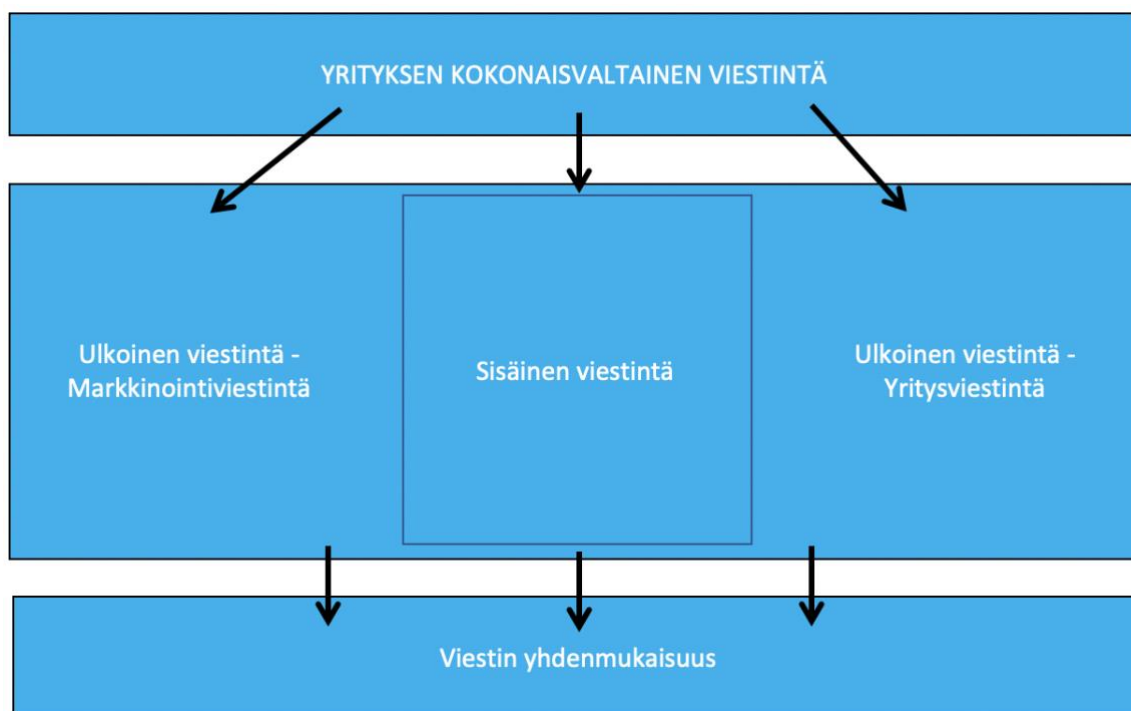 YRITYKSEN KOKONAISVALTAINEN VIESTINTÄ
Ulkoinen viestintä -
Markkinointiviestintä
Sisäinen viestintä
Ulkoinen viestintä -
Yritysviestintä
Viestin yhdenmukaisuus